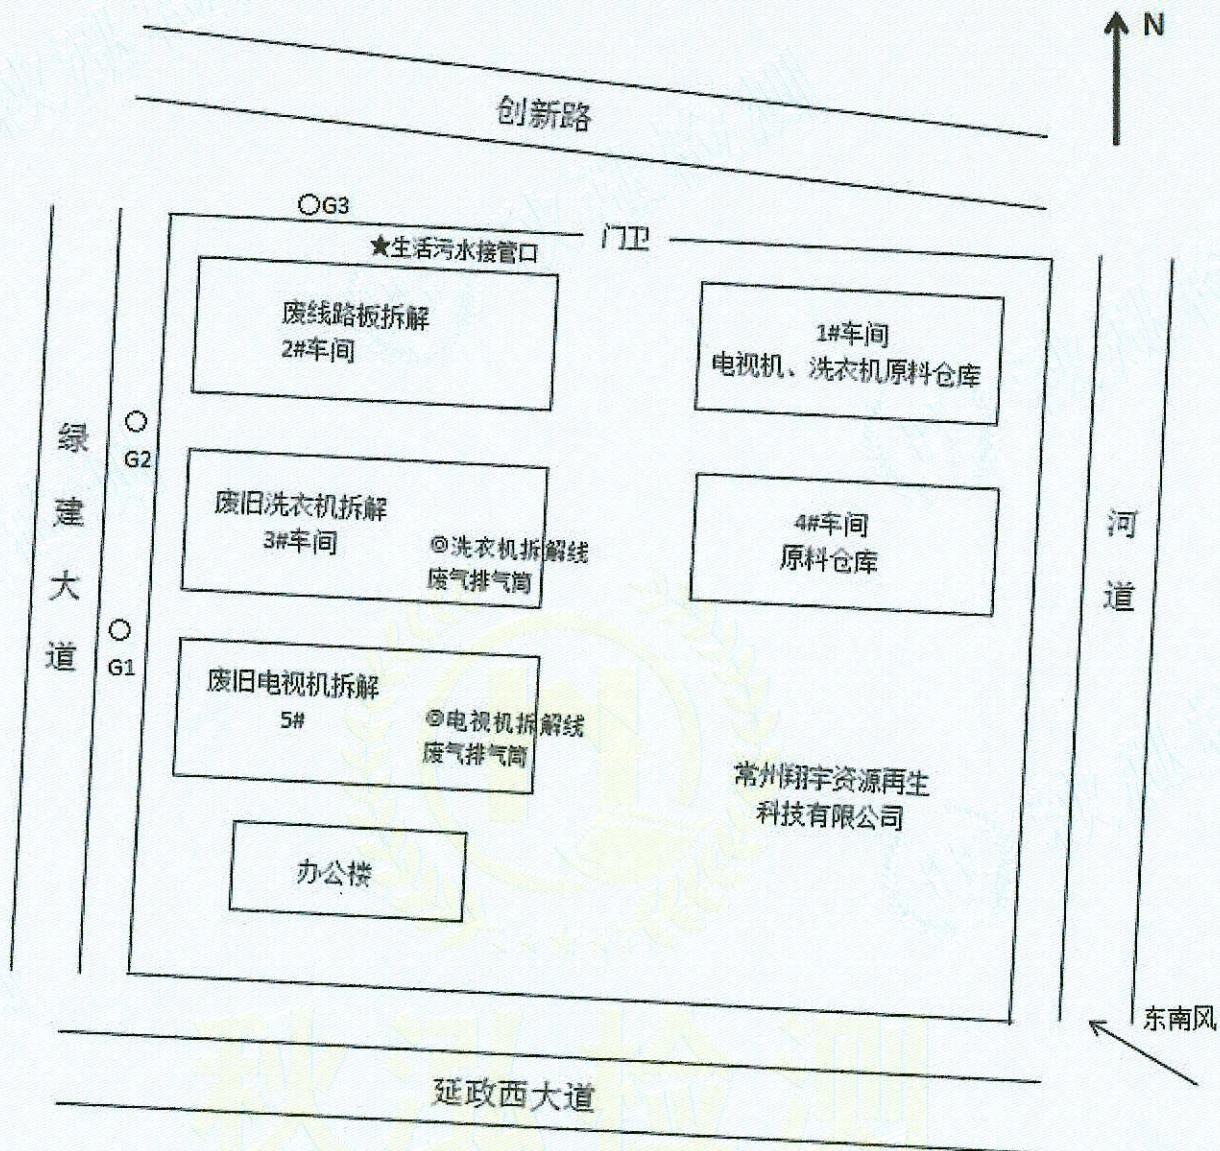 N
创新路
G3
门卫
★生活污水接管口
废线路板拆解
2#车间
1#车间
电视机、洗衣机原料仓库
绿建大道
G2
废旧洗衣机拆解
3#车间
◎洗衣机拆解线
废气排气筒
4#车间
原料仓库
河道
G1
废旧电视机拆解
5#
◎电视机拆解线
废气排气筒
常州翔宇资源再生
科技有限公司
办公楼
东南风
延政西大道